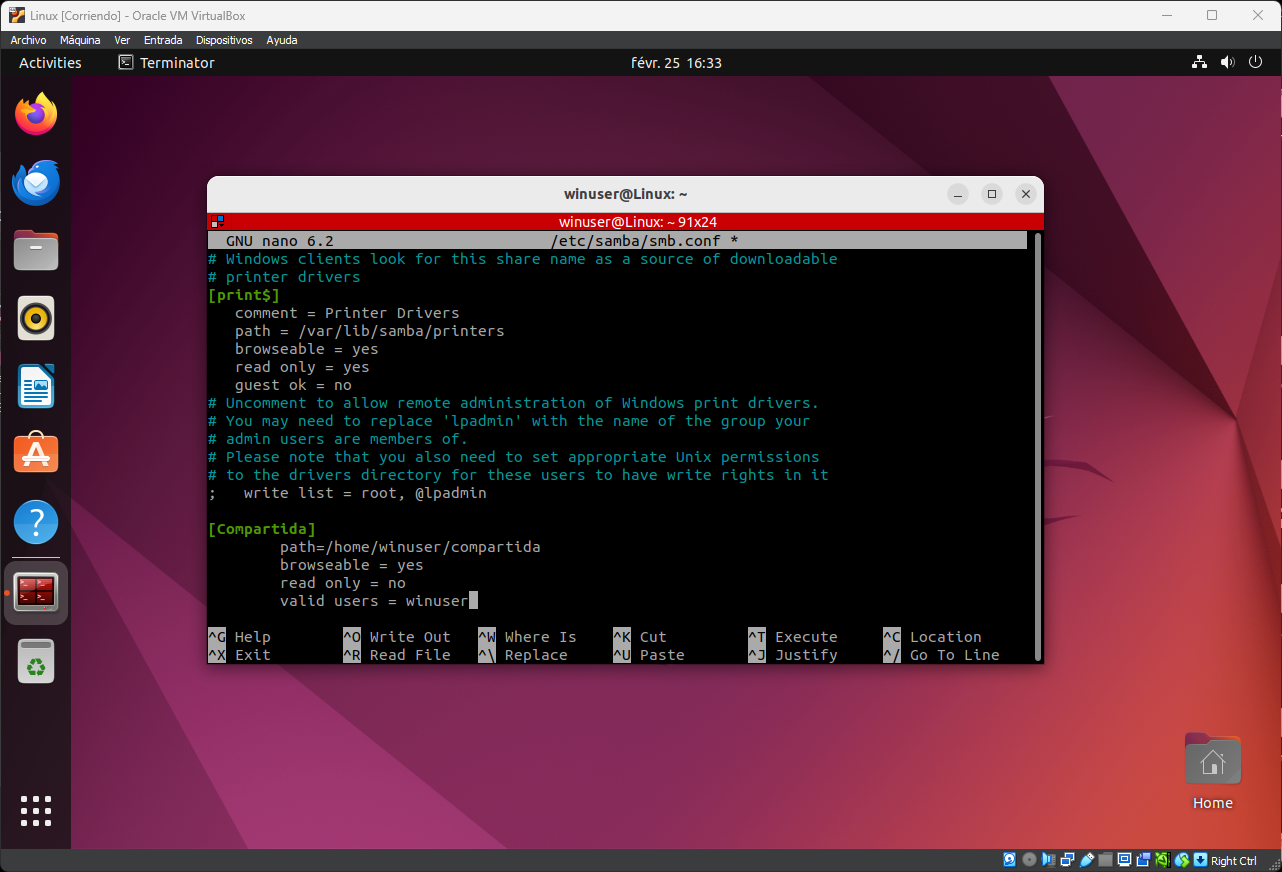 Linux [Corriendo] - Oracle VM VirtualBox
Archivo Máquina Ver Entrada Dispositivos Ayuda
Activities Terminator févr. 25 16:33
winuser@Linux: ~
winuser@Linux: ~ 91x24
GNU nano 6.2 /etc/samba/smb.conf *
# Windows clients look for this share name as a source of downloadable
# printer drivers
[print$]
comment = Printer Drivers
path = /var/lib/samba/printers
browseable = yes
read only = yes
guest ok = no
# Uncomment to allow remote administration of Windows print drivers.
# You may need to replace 'lpadmin' with the name of the group your
# admin users are members of.
# Please note that you also need to set appropriate Unix permissions
# to the drivers directory for these users to have write rights in it
; write list = root, @lpadmin
[Compartida]
path=/home/winuser/compartida
browseable = yes
read only = no
valid users = winuser
^G Help ^O Write Out ^W Where Is ^K Cut ^T Execute ^C Location
^X Exit ^R Read File ^\ Replace ^U Paste ^J Justify ^/ Go To Line
Home
Right Ctrl